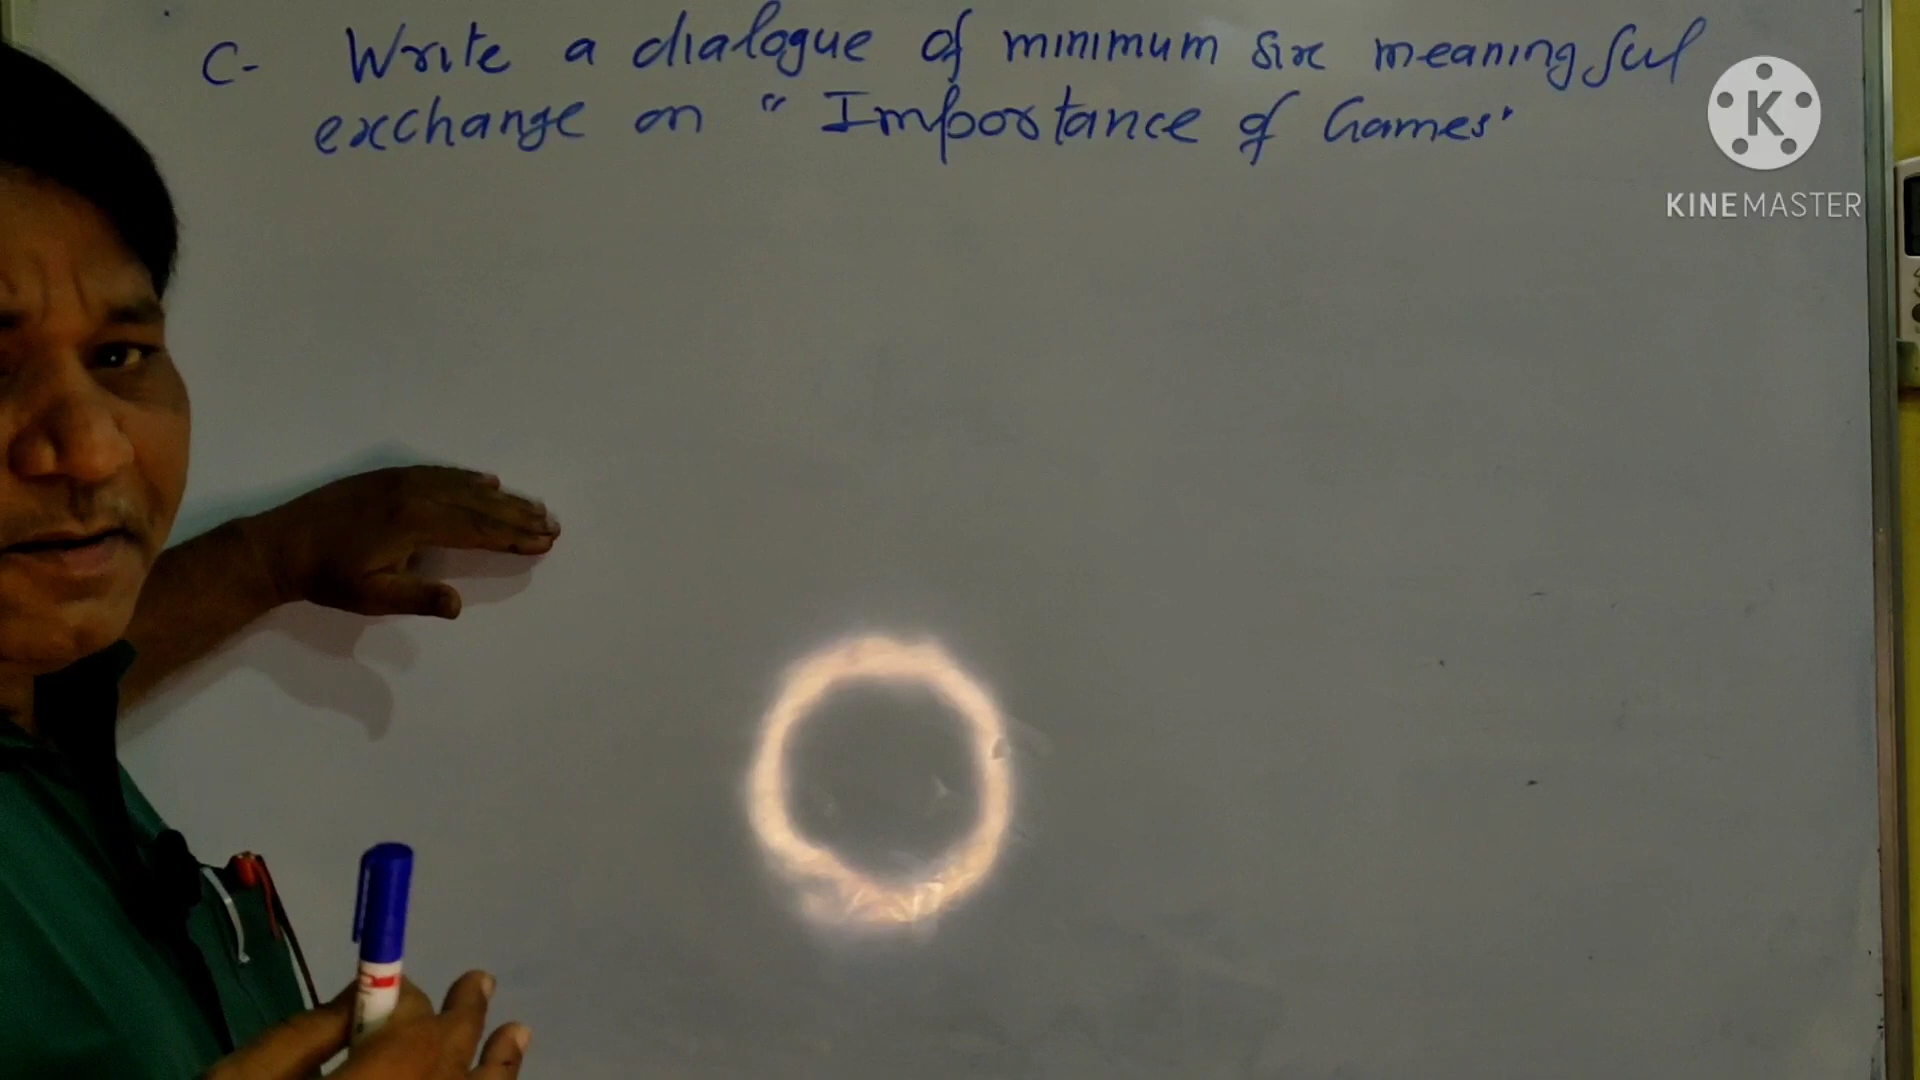 C- Write a dialogue of minimum six meaningful
exchange on "Importance of Games"
K
KINEMASTER